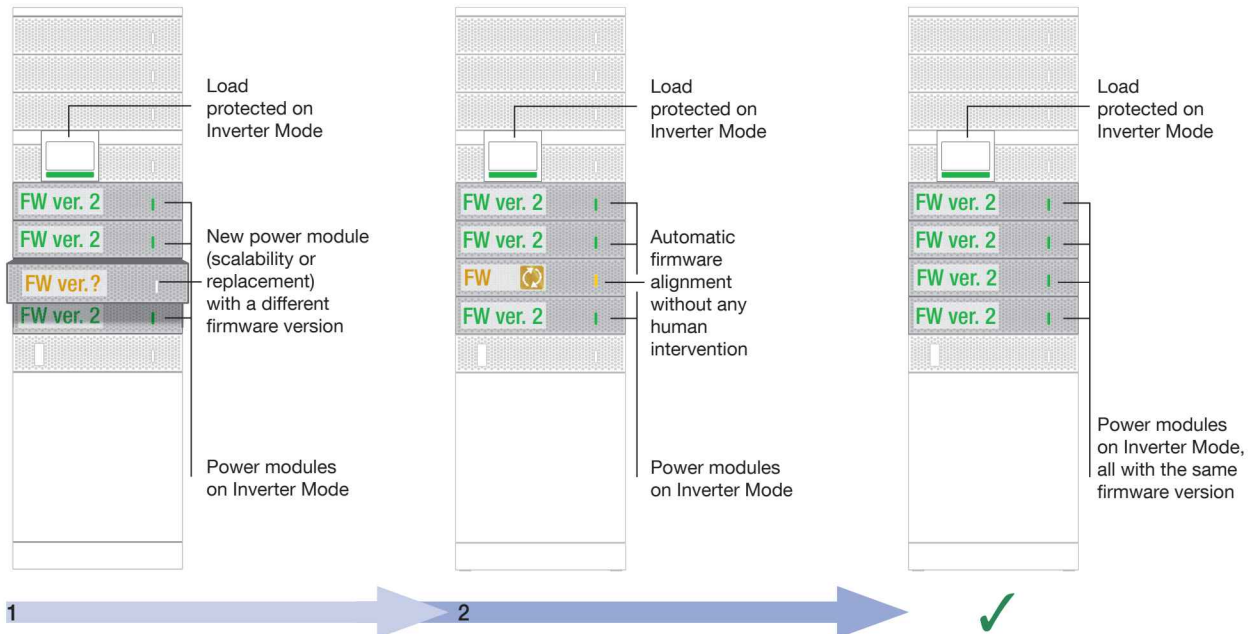 Load
protected on
Inverter Mode
FW ver. 2
FW ver. 2
FW ver.?
FW ver. 2
New power module
(scalability or
replacement)
with a different
firmware version
Power modules
on Inverter Mode
Load
protected on
Inverter Mode
FW ver. 2
FW ver. 2
FW
FW ver. 2
Automatic
firmware
alignment
without any
human
intervention
Power modules
on Inverter Mode
Load
protected on
Inverter Mode
FW ver. 2
FW ver. 2
FW ver. 2
FW ver. 2
Power modules
on Inverter Mode,
all with the same
firmware version
1
2